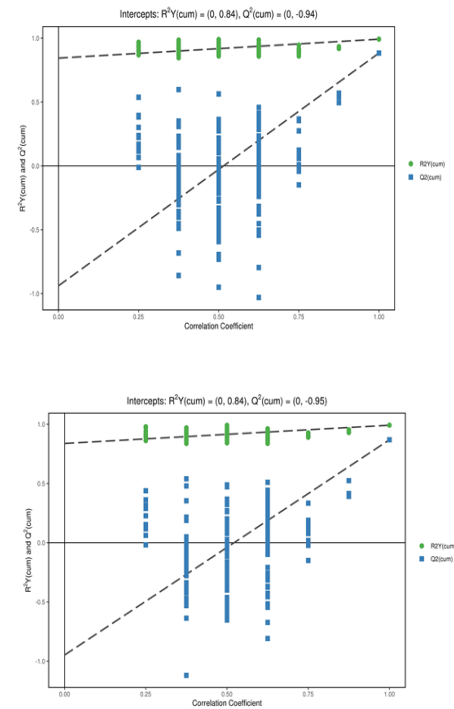 Intercepts: R²Y(cum) = (0, 0.84), Q²(cum) = (0, -0.94)
1.0
0.5
0.0
-0.5
-1.0
R²Y(cum) and Q²(cum)
0.00 0.25 0.50 0.75 1.00
Correlation Coefficient
R2Y(cum)
Q2(cum)
Intercepts: R²Y(cum) = (0, 0.84), Q²(cum) = (0, -0.95)
1.0
0.5
0.0
-0.5
-1.0
R²Y(cum) and Q²(cum)
0.00 0.25 0.50 0.75 1.00
Correlation Coefficient
R2Y(cum
Q2(cum)